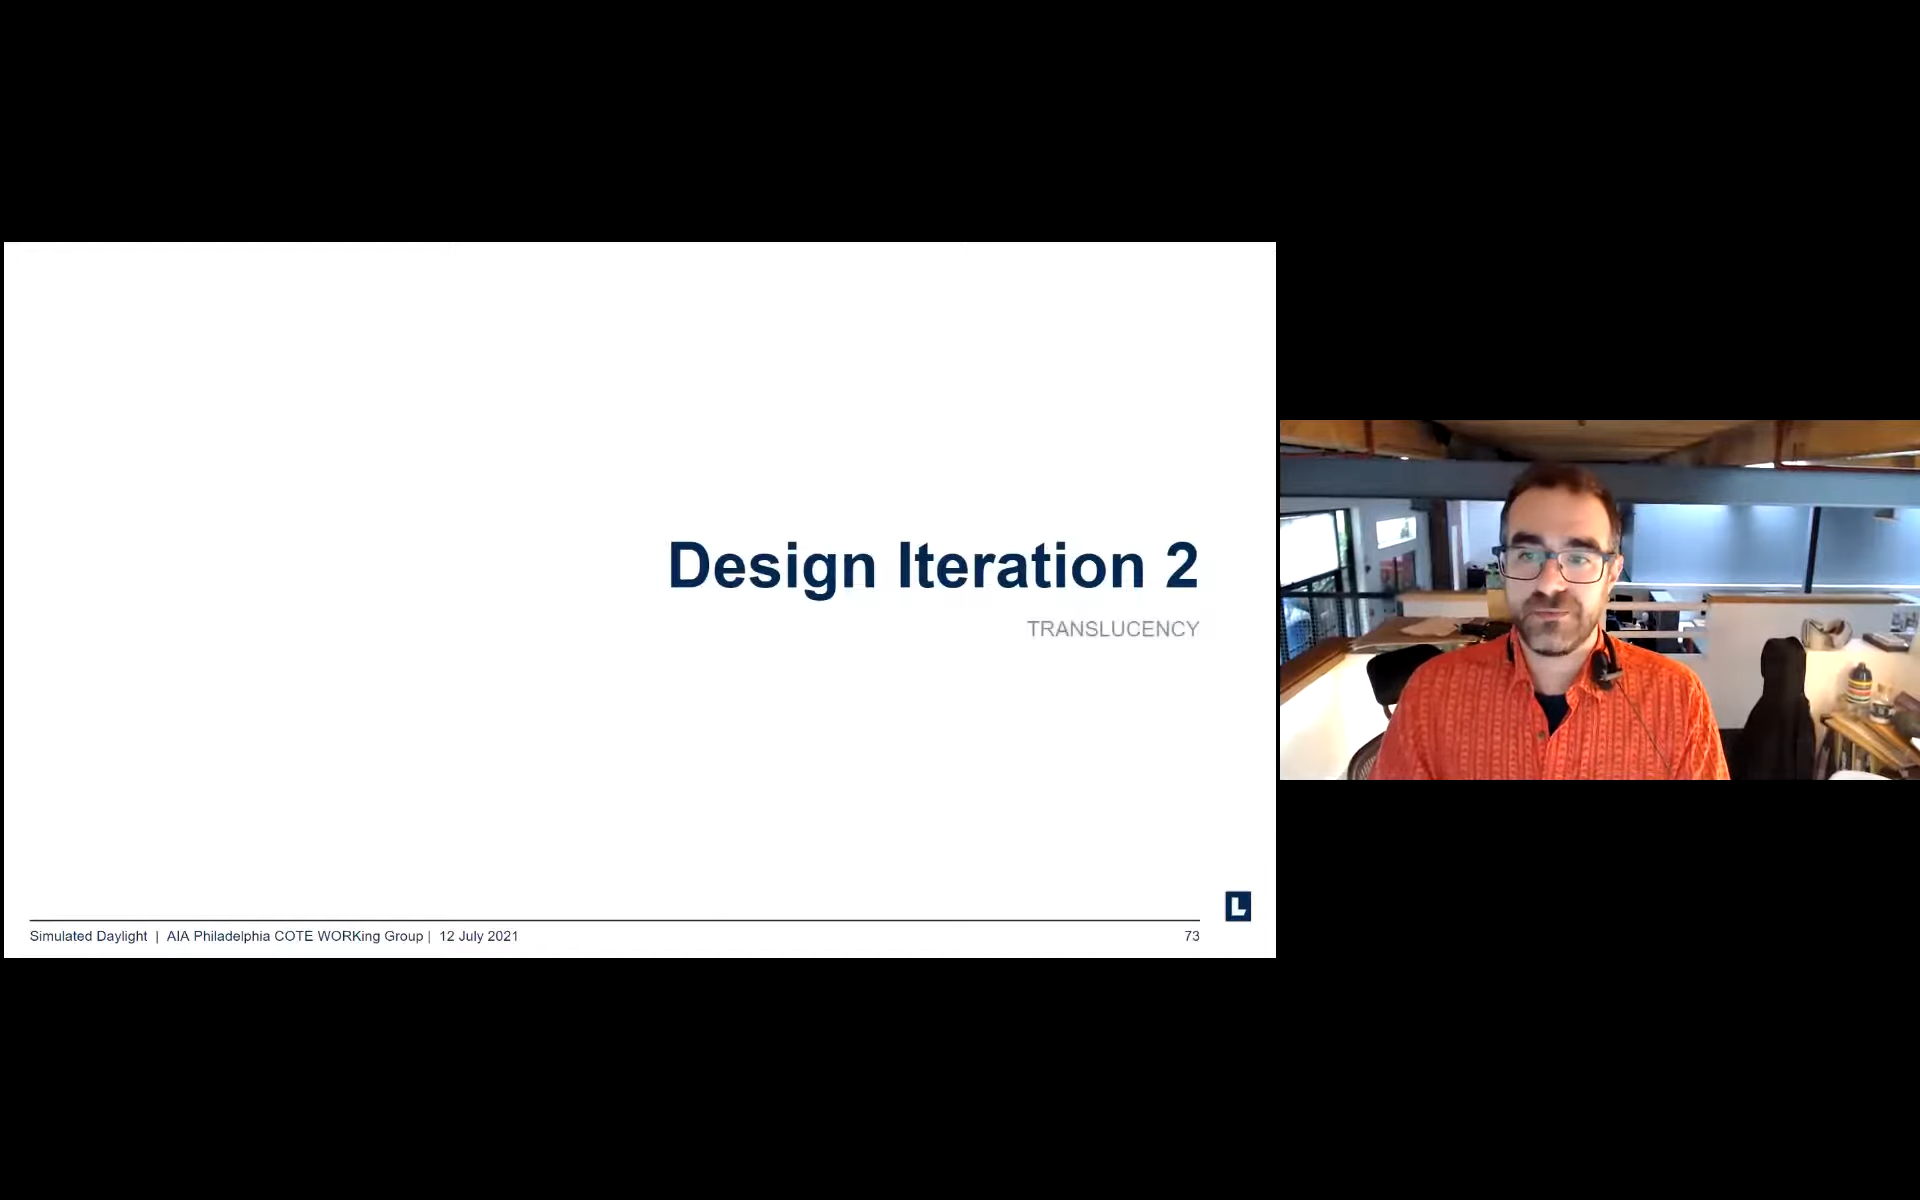 Design Iteration 2
TRANSLUCENCY
L
Simulated Daylight | AIA Philadelphia COTE WORKing Group | 12 July 2021
73